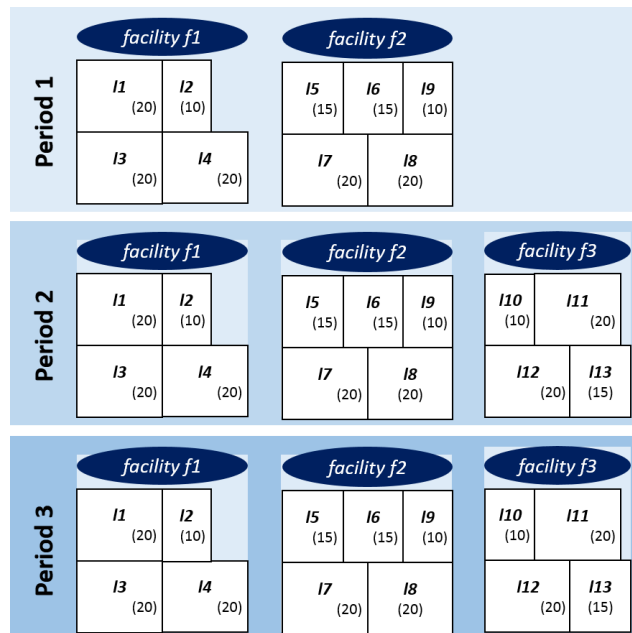 Period 1
facility f1 facility f2
l1 l2 l5 l6 l9
(20) (10) (15) (15) (10)
l3 l4 l7 l8
(20) (20) (20) (20)
Period 2
facility f1 facility f2 facility f3
l1 l2 l5 l6 l9 l10 l11
(20) (10) (15) (15) (10) (10) (20)
l3 l4 l7 l8 l12 l13
(20) (20) (20) (20) (20) (15)
Period 3
facility f1 facility f2 facility f3
l1 l2 l5 l6 l9 l10 l11
(20) (10) (15) (15) (10) (10) (20)
l3 l4 l7 l8 l12 l13
(20) (20) (20) (20) (20) (15)